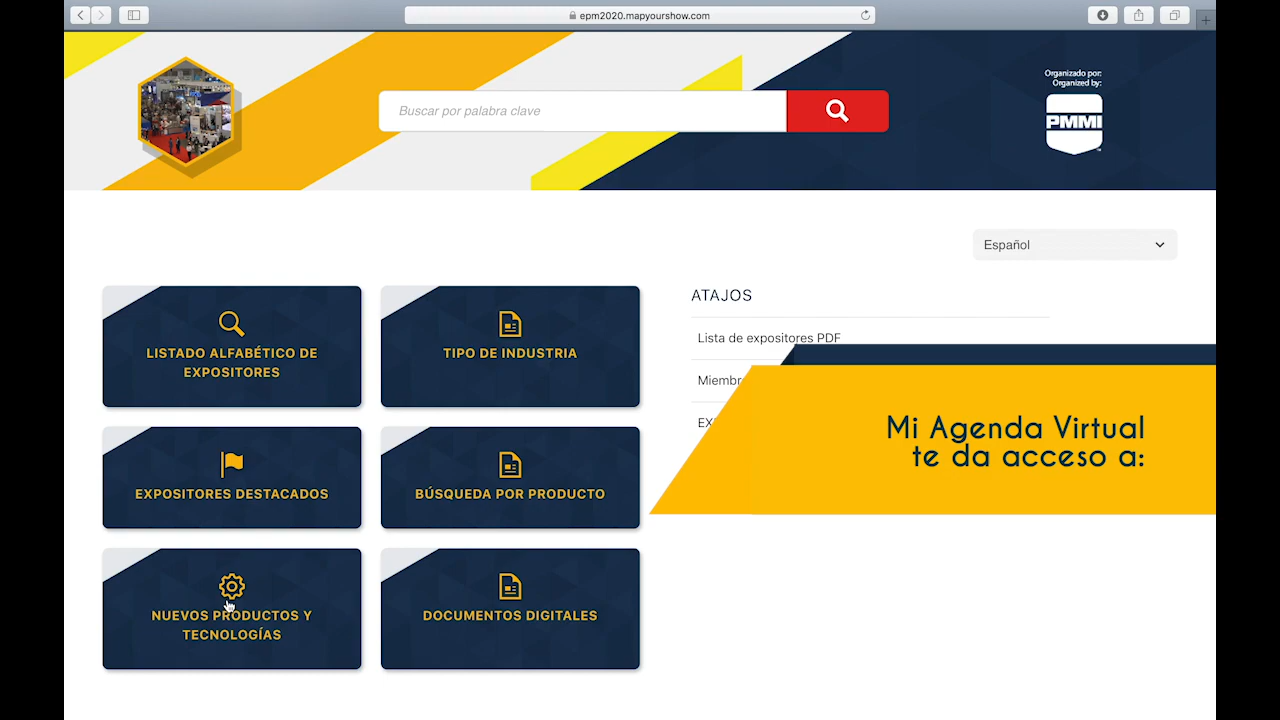 epm2020.mapyourshow.com
Buscar por palabra clave
Organizado por:
Organized by:
PMMI
Español
LISTADO ALFABÉTICO DE
EXPOSITORES
TIPO DE INDUSTRIA
EXPOSITORES DESTACADOS
BÚSQUEDA POR PRODUCTO
NUEVOS PRODUCTOS Y
TECNOLOGÍAS
DOCUMENTOS DIGITALES
ATAJOS
Lista de expositores PDF
Mi Agenda Virtual
te da acceso a: